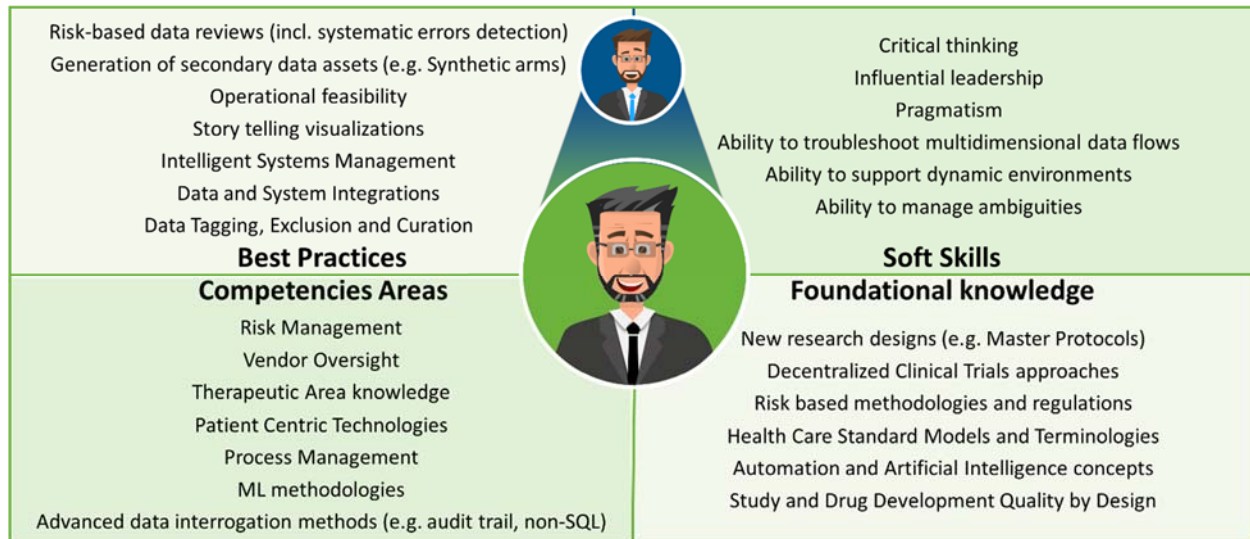 Risk-based data reviews (incl. systematic errors detection)
Generation of secondary data assets (e.g. Synthetic arms)
Operational feasibility
Story telling visualizations
Intelligent Systems Management
Data and System Integrations
Data Tagging, Exclusion and Curation
Best Practices
Critical thinking
Influential leadership
Pragmatism
Ability to troubleshoot multidimensional data flows
Ability to support dynamic environments
Ability to manage ambiguities
Soft Skills
Competencies Areas
Risk Management
Vendor Oversight
Therapeutic Area knowledge
Patient Centric Technologies
Process Management
ML methodologies
Advanced data interrogation methods (e.g. audit trail, non-SQL)
Foundational knowledge
New research designs (e.g. Master Protocols)
Decentralized Clinical Trials approaches
Risk based methodologies and regulations
Health Care Standard Models and Terminologies
Automation and Artificial Intelligence concepts
Study and Drug Development Quality by Design